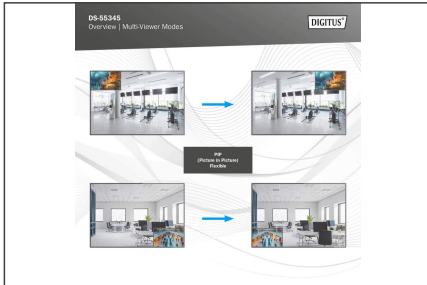 DS-55345
Overview | Multi-Viewer Modes
DIGITUS®
PIP
(Picture in Picture)
Flexible